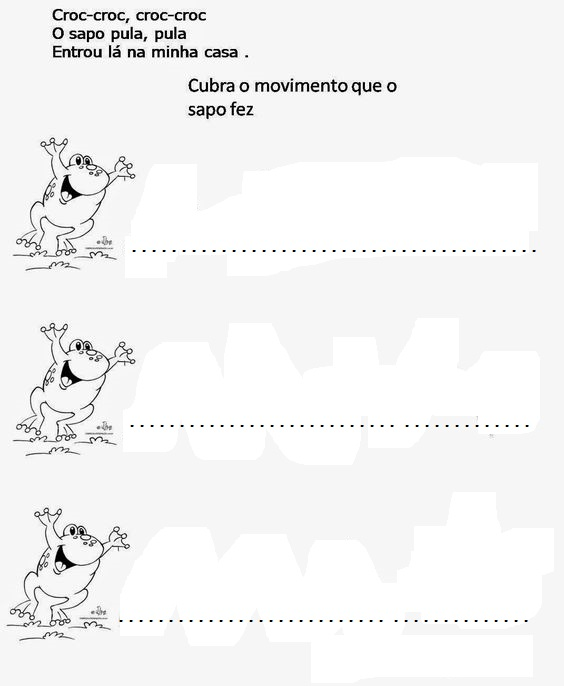 Croc-croc, croc-croc
O sapo pula, pula
Entrou lá na minha casa .
Cubra o movimento que o
sapo fez